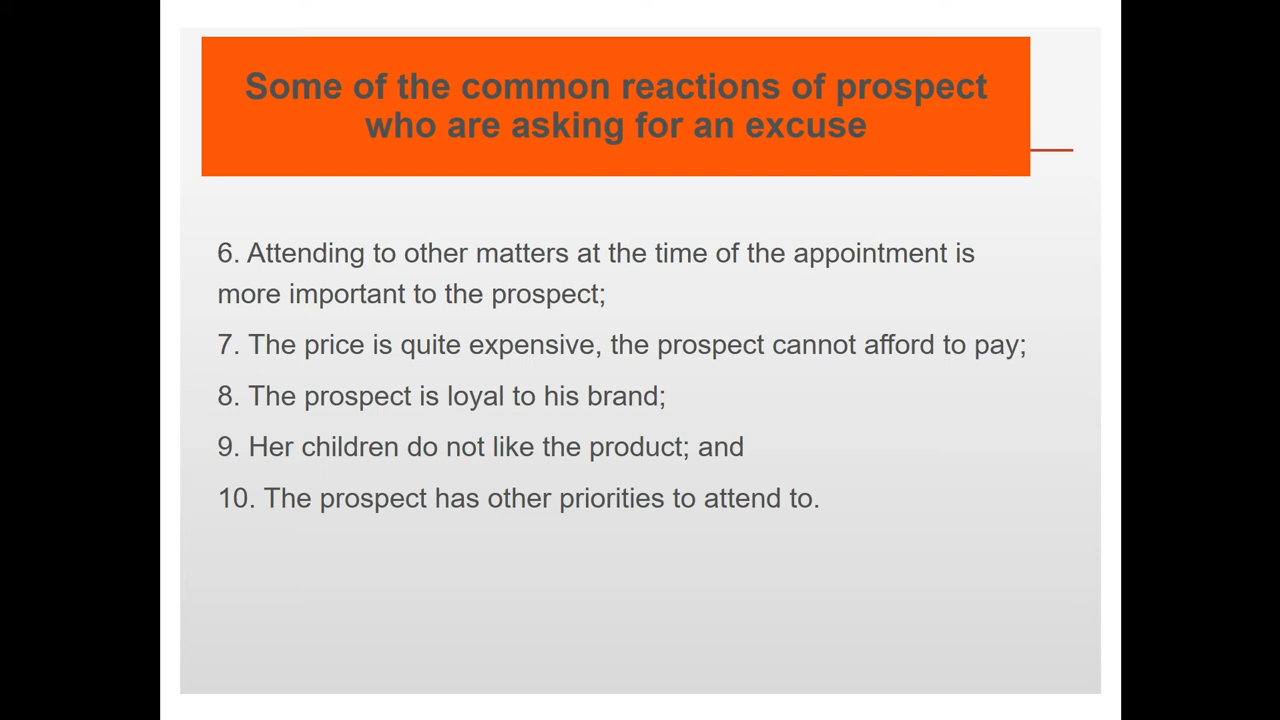 Some of the common reactions of prospect
who are asking for an excuse
6. Attending to other matters at the time of the appointment is
more important to the prospect;
7. The price is quite expensive, the prospect cannot afford to pay;
8. The prospect is loyal to his brand;
9. Her children do not like the product; and
10. The prospect has other priorities to attend to.